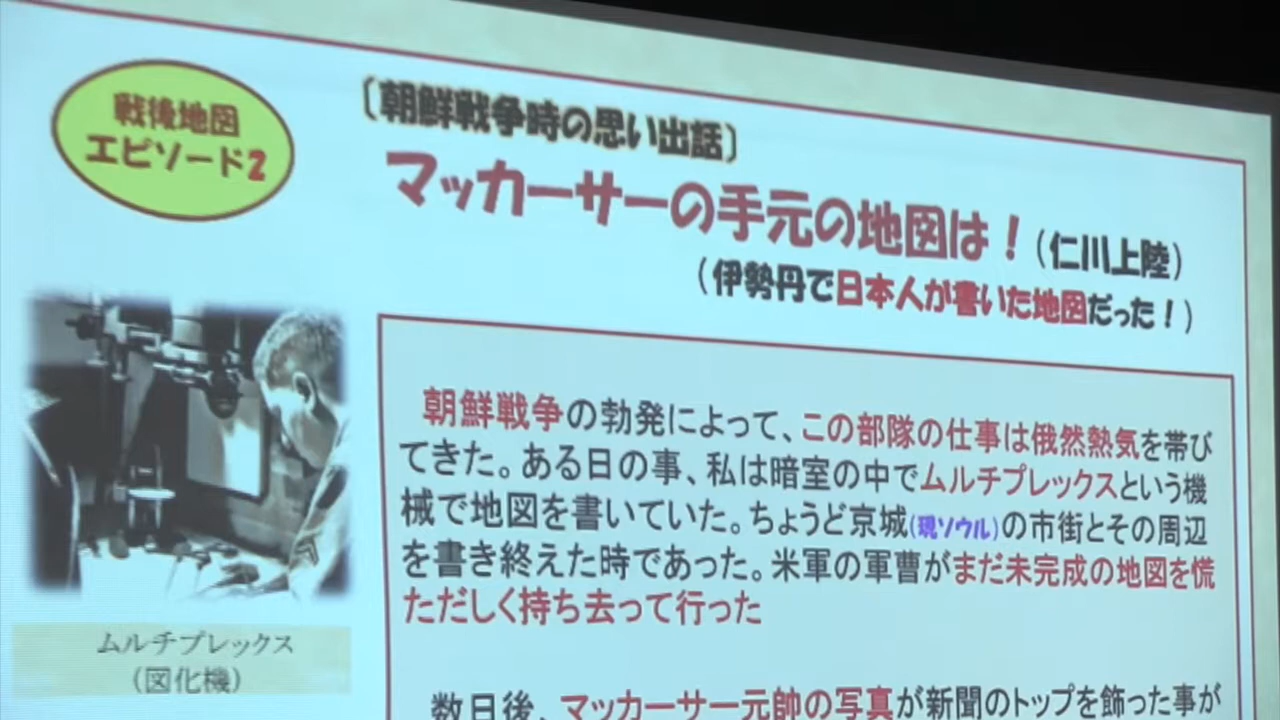 戦後地図
エピソード2
〔朝鮮戦争時の思い出話〕
マッカーサーの手元の地図は！(仁川上陸)
(伊勢丹で日本人が書いた地図だった！)
朝鮮戦争の勃発によって、この部隊の仕事は俄然熱気を帯び
てきた。ある日の事、私は暗室の中でムルチプレックスという機
械で地図を書いていた。ちょうど京城(現ソウル)の市街とその周辺
を書き終えた時であった。米軍の軍曹がまだ未完成の地図を慌
ただしく持ち去って行った
数日後、マッカーサー元帥の写真が新聞のトップを飾った事が
ムルチプレックス
(図化機)